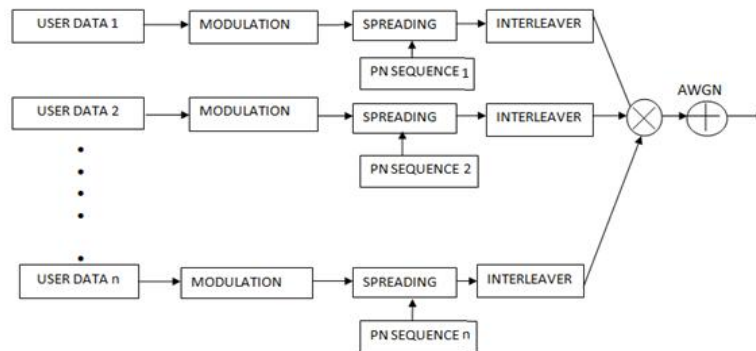 USER DATA 1
MODULATION
SPREADING
INTERLEAVER
PN SEQUENCE 1
AWGN
USER DATA 2
MODULATION
SPREADING
INTERLEAVER
PN SEQUENCE 2
USER DATA n
MODULATION
SPREADING
INTERLEAVER
PN SEQUENCE n